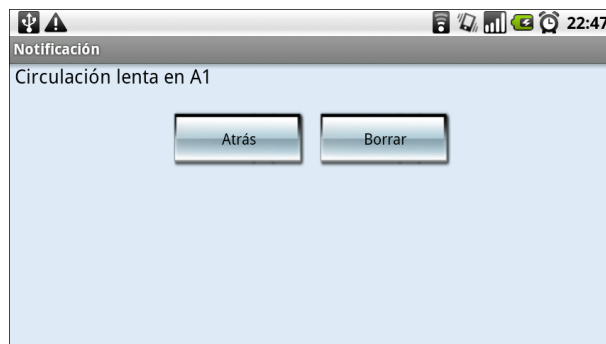 22:47
Notificación
Circulación lenta en A1
Atrás Borrar